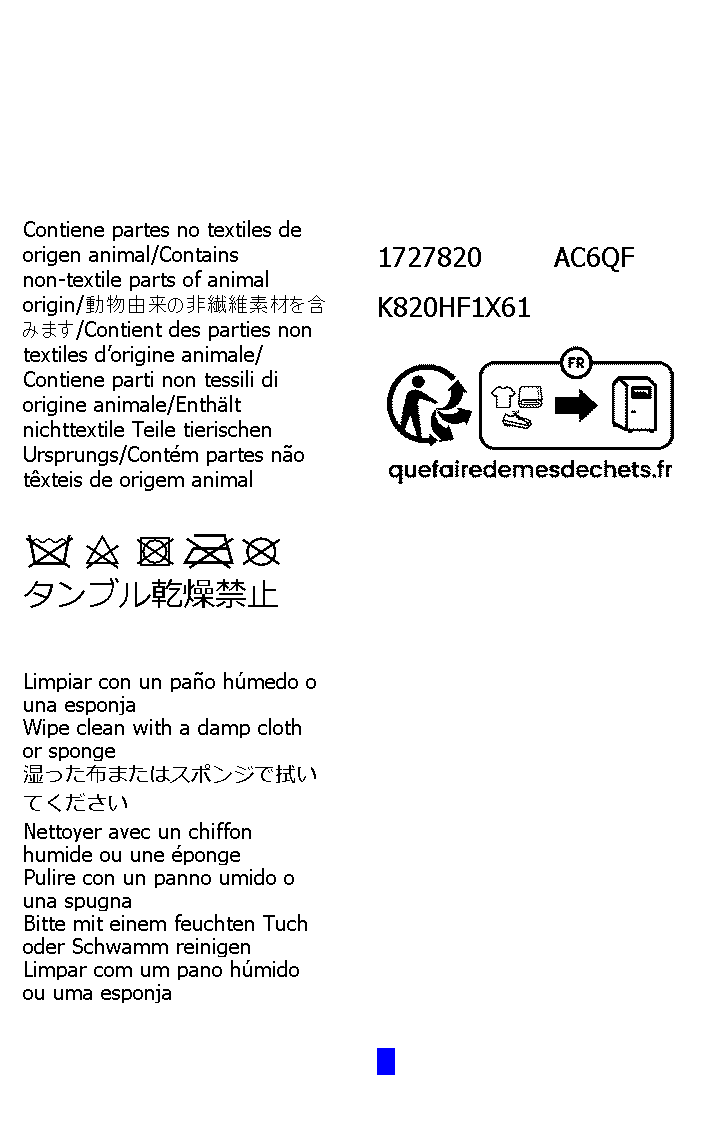 Contiene partes no textiles de
origen animal/Contains
non-textile parts of animal
origin/動物由来の非繊維素材を含
みます/Contient des parties non
textiles d'origine animale/
Contiene parti non tessili di
origine animale/Enthält
nichttextile Teile tierischen
Ursprungs/Contém partes não
têxteis de origem animal
タンブル乾燥禁止
Limpiar con un paño húmedo o
una esponja
Wipe clean with a damp cloth
or sponge
湿った布またはスポンジで拭い
てください
Nettoyer avec un chiffon
humide ou une éponge
Pulire con un panno umido o
una spugna
Bitte mit einem feuchten Tuch
oder Schwamm reinigen
Limpar com um pano húmido
ou uma esponja
1727820 AC6QF
K820HF1X61
FR
quefairedemesdechets.fr